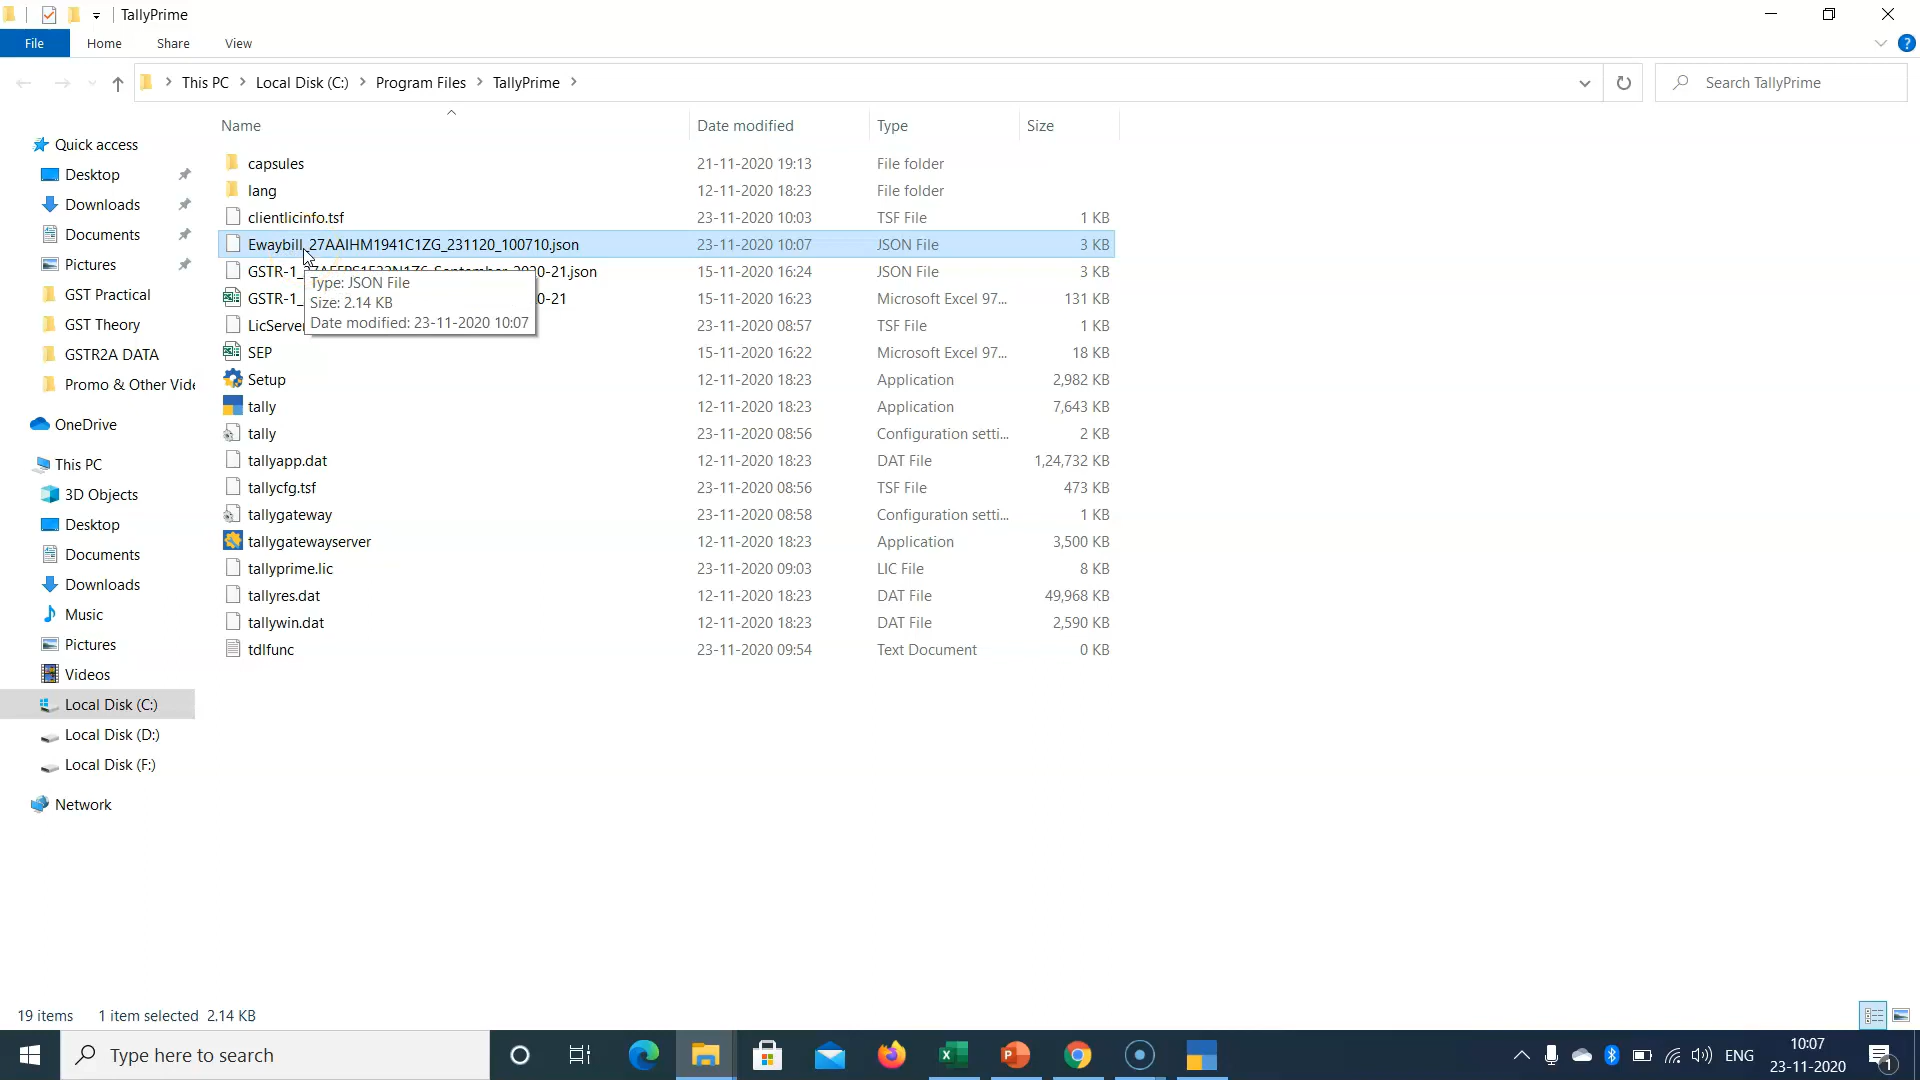 TallyPrime
File Home Share View
This PC Local Disk (C:) Program Files TallyPrime
Search TallyPrime
Name Date modified Type Size
Quick access
Desktop
Downloads
Documents
Pictures
GST Practical
GST Theory
GSTR2A DATA
Promo & Other Vide
OneDrive
This PC
3D Objects
Desktop
Documents
Downloads
Music
Pictures
Videos
Local Disk (C:)
Local Disk (D:)
Local Disk (F:)
Network
capsules 21-11-2020 19:13 File folder
lang 12-11-2020 18:23 File folder
clientlicinfo.tsf 23-11-2020 10:03 TSF File 1 KB
Ewaybill_27AAIHM1941C1ZG_231120_100710.json 23-11-2020 10:07 JSON File 3 KB
GSTR-1_ 0-21.json 15-11-2020 16:24 JSON File 3 KB
GSTR-1_ 0-21 15-11-2020 16:23 Microsoft Excel 97... 131 KB
LicServer 23-11-2020 08:57 TSF File 1 KB
SEP 15-11-2020 16:22 Microsoft Excel 97... 18 KB
Setup 12-11-2020 18:23 Application 2,982 KB
tally 12-11-2020 18:23 Application 7,643 KB
tally 23-11-2020 08:56 Configuration setti... 2 KB
tallyapp.dat 12-11-2020 18:23 DAT File 1,24,732 KB
tallycfg.tsf 23-11-2020 08:56 TSF File 473 KB
tallygateway 23-11-2020 08:58 Configuration setti... 1 KB
tallygatewayserver 12-11-2020 18:23 Application 3,500 KB
tallyprime.lic 23-11-2020 09:03 LIC File 8 KB
tallyres.dat 12-11-2020 18:23 DAT File 49,968 KB
tallywin.dat 12-11-2020 18:23 DAT File 2,590 KB
tdlfunc 23-11-2020 09:54 Text Document 0 KB
Type: JSON File
Size: 2.14 KB
Date modified: 23-11-2020 10:07
19 items 1 item selected 2.14 KB
Type here to search
ENG
10:07
23-11-2020
1